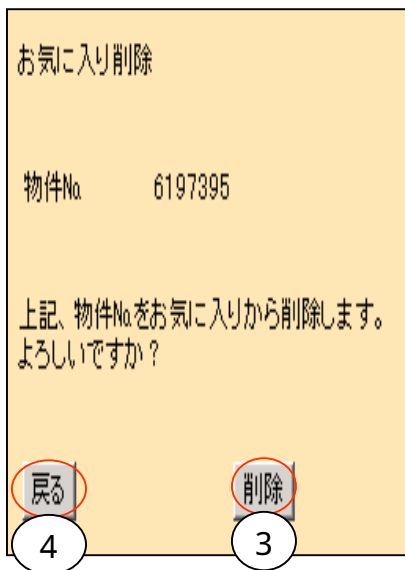 お気に入り削除
物件№ 6197395
上記、物件№をお気に入りから削除します。
よろしいですか？
戻る 削除
4 3